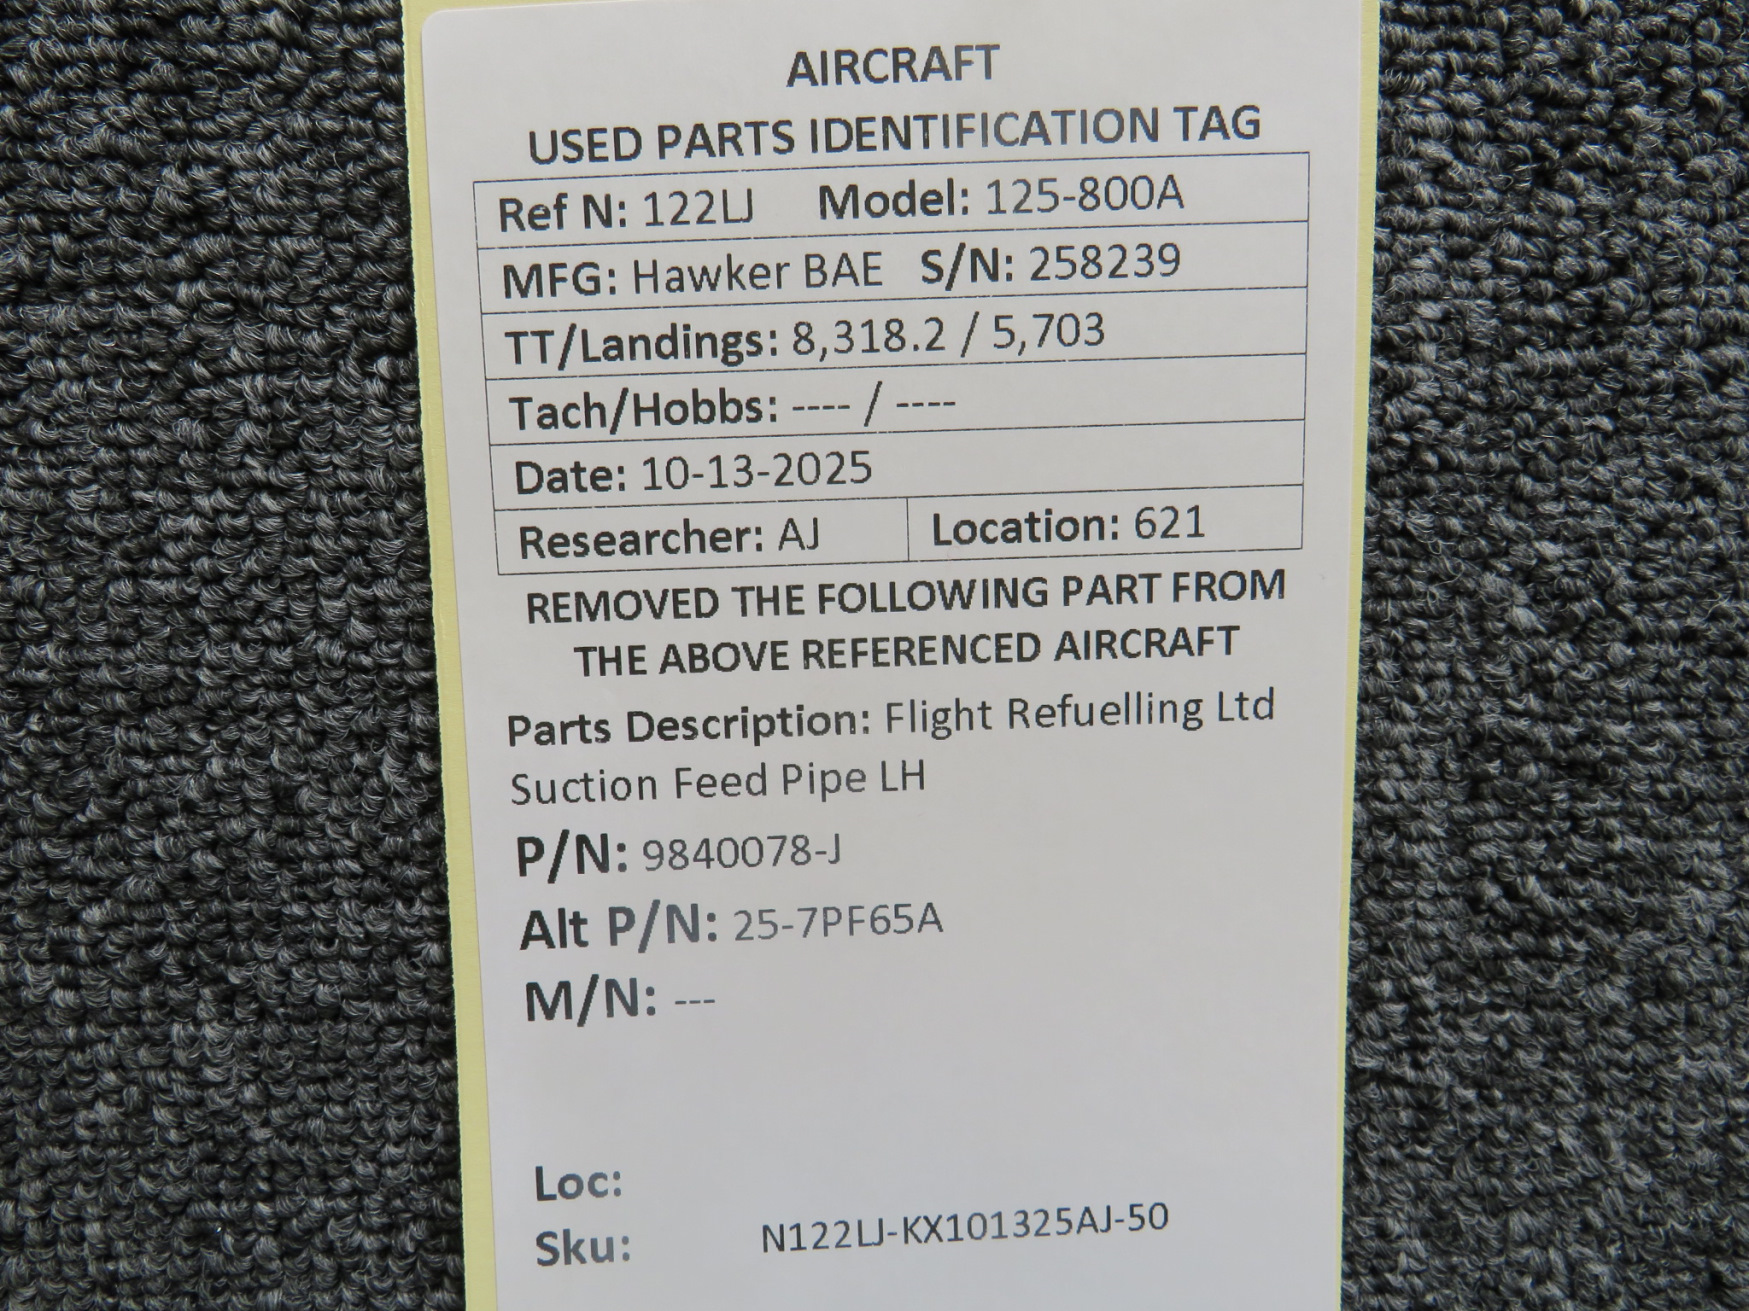 AIRCRAFT
USED PARTS IDENTIFICATION TAG
Ref N: 122LJ Model: 125-800A
MFG: Hawker BAE S/N: 258239
TT/Landings: 8,318.2 / 5,703
Tach/Hobbs: ---- / ----
Date: 10-13-2025
Researcher: AJ Location: 621
REMOVED THE FOLLOWING PART FROM
THE ABOVE REFERENCED AIRCRAFT
Parts Description: Flight Refuelling Ltd
Suction Feed Pipe LH
P/N: 9840078-J
Alt P/N: 25-7PF65A
M/N: ---
Loc:
Sku: N122LJ-KX101325AJ-50